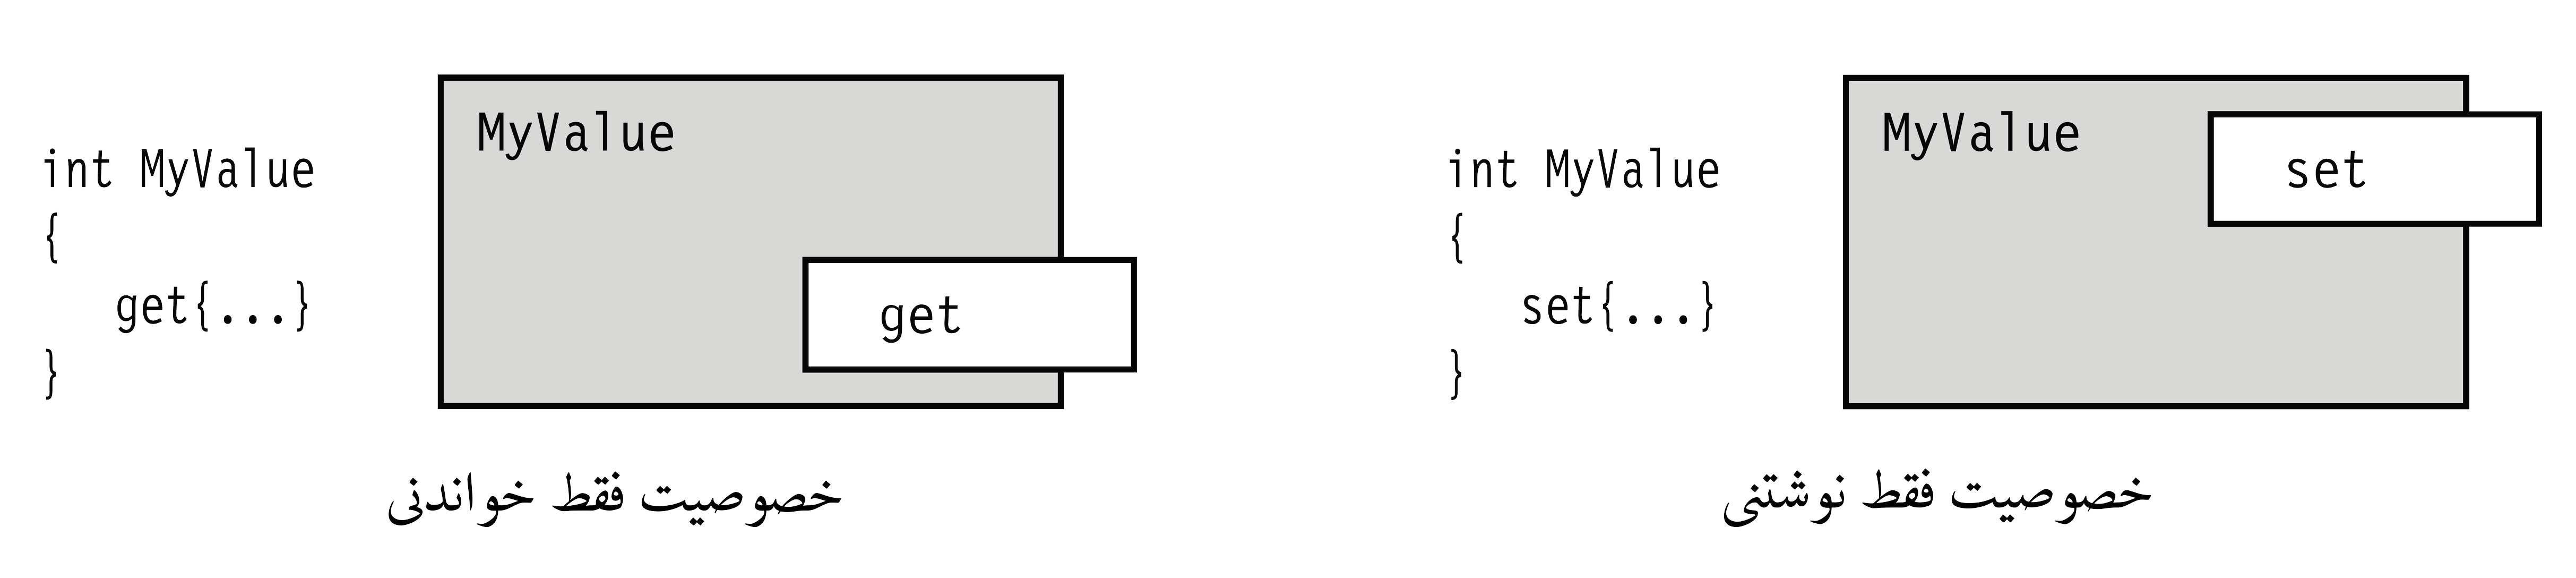 int MyValue
{
get{...}
}
MyValue
get
خصوصیت فقط خواندنی
int MyValue
{
set{...}
}
MyValue
set
خصوصیت فقط نوشتنی